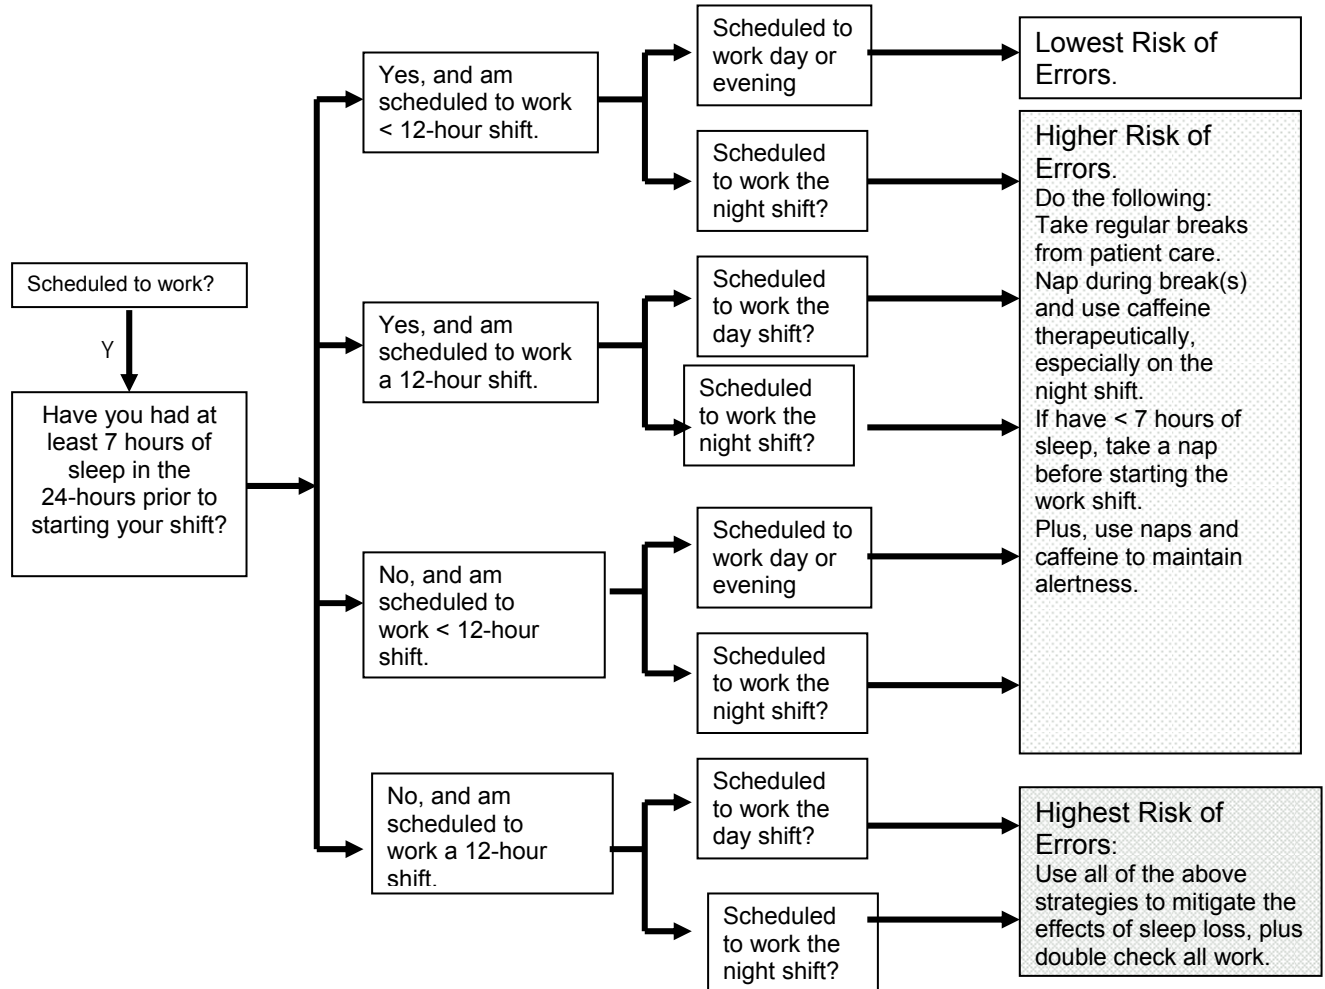 Scheduled to work?
Y
Have you had at
least 7 hours of
sleep in the
24-hours prior to
starting your shift?
Yes, and am
scheduled to work
< 12-hour shift.
Scheduled to
work day or
evening
Lowest Risk of
Errors.
Scheduled
to work the
night shift?
Yes, and am
scheduled to work
a 12-hour shift.
Scheduled
to work the
day shift?
Scheduled
to work the
night shift?
No, and am
scheduled to
work < 12-hour
shift.
Scheduled to
work day or
evening
Scheduled
to work the
night shift?
Higher Risk of
Errors.
Do the following:
Take regular breaks
from patient care.
Nap during break(s)
and use caffeine
therapeutically,
especially on the
night shift.
If have < 7 hours of
sleep, take a nap
before starting the
work shift.
Plus, use naps and
caffeine to maintain
alertness.
No, and am
scheduled to
work a 12-hour
shift.
Scheduled
to work the
day shift?
Scheduled
to work the
night shift?
Highest Risk of
Errors:
Use all of the above
strategies to mitigate the
effects of sleep loss, plus
double check all work.